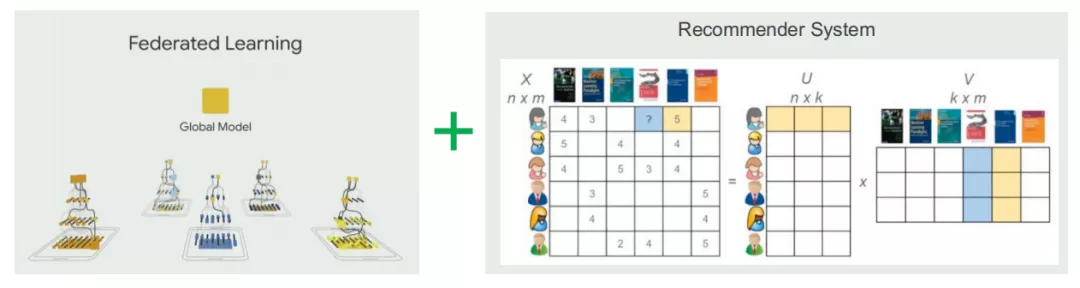 Federated Learning
Global Model
+
Recommender System
X
n x m
4 3 ? 5
5 4 4
4 5 3 4
3 5
4 4
2 4 5
=
U
n x k
x
V
k x m